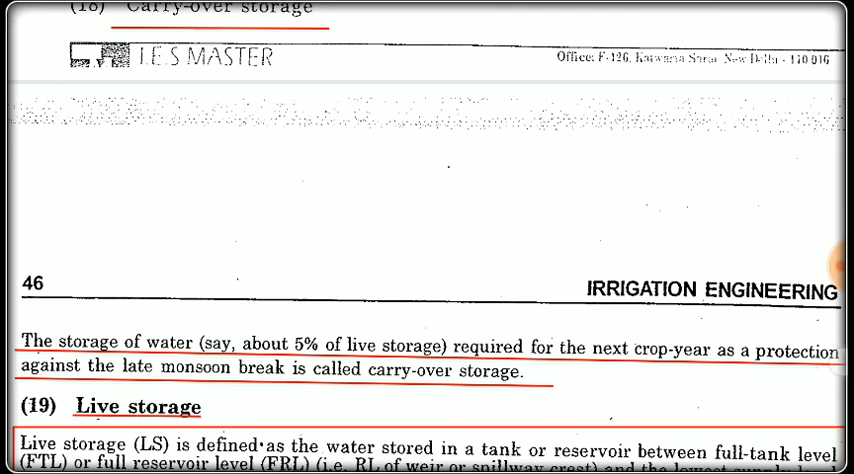 (18) Carry-over storage
I.E.S MASTER
Office: F-126, Katwaria Sarai, New Delhi - 110 016
46
IRRIGATION ENGINEERING
The storage of water (say, about 5% of live storage) required for the next crop-year as a protection
against the late monsoon break is called carry-over storage.
(19) Live storage
Live storage (LS) is defined as the water stored in a tank or reservoir between full-tank level
(FTL) or full reservoir level (FRL) (i.e. RL of weir or spillway crest) and the lowest